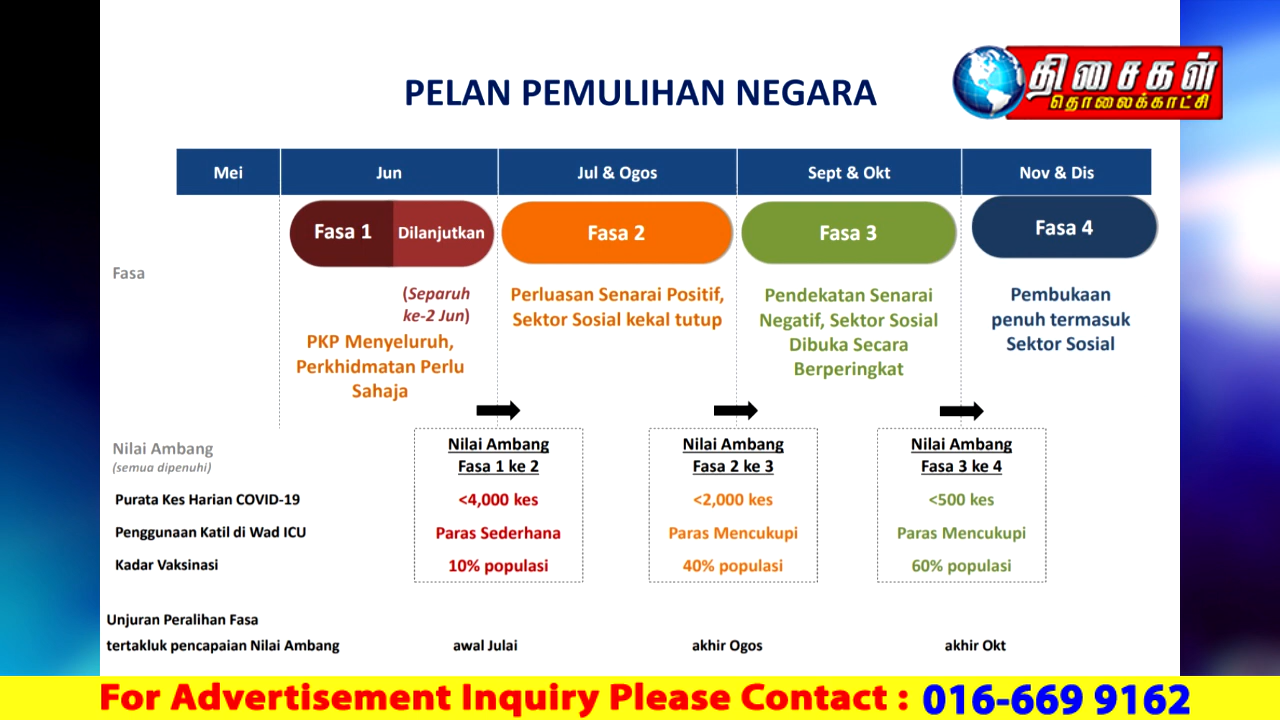 PELAN PEMULIHAN NEGARA
திசைகள்
தொலைக்காட்சி
Mei
Jun
Jul & Ogos
Sept & Okt
Nov & Dis
Fasa
Fasa 1
Dilanjutkan
Fasa 2
Fasa 3
Fasa 4
(Separuh
ke-2 Jun)
PKP Menyeluruh,
Perkhidmatan Perlu
Sahaja
Perluasan Senarai Positif,
Sektor Sosial kekal tutup
Pendekatan Senarai
Negatif, Sektor Sosial
Dibuka Secara
Berperingkat
Pembukaan
penuh termasuk
Sektor Sosial
Nilai Ambang
(semua dipenuhi)
Nilai Ambang
Fasa 1 ke 2
Nilai Ambang
Fasa 2 ke 3
Nilai Ambang
Fasa 3 ke 4
Purata Kes Harian COVID-19
<4,000 kes
<2,000 kes
<500 kes
Penggunaan Katil di Wad ICU
Paras Sederhana
Paras Mencukupi
Paras Mencukupi
Kadar Vaksinasi
10% populasi
40% populasi
60% populasi
Unjuran Peralihan Fasa
tertakluk pencapaian Nilai Ambang
awal Julai
akhir Ogos
akhir Okt
For Advertisement Inquiry Please Contact : 016-669 9162